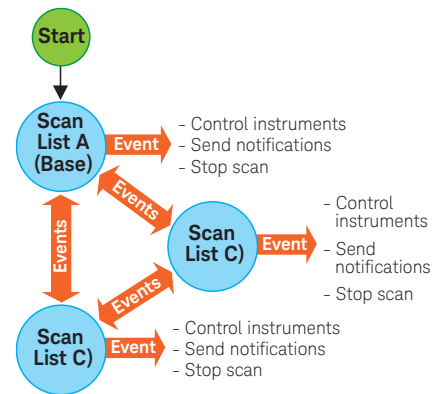 Start
Scan
List A
(Base)
Event
- Control instruments
- Send notifications
- Stop scan
Events
Events
Scan
List C)
Event
- Control
instruments
- Send
notifications
- Stop scan
Events
Scan
List C)
Event
- Control instruments
- Send notifications
- Stop scan